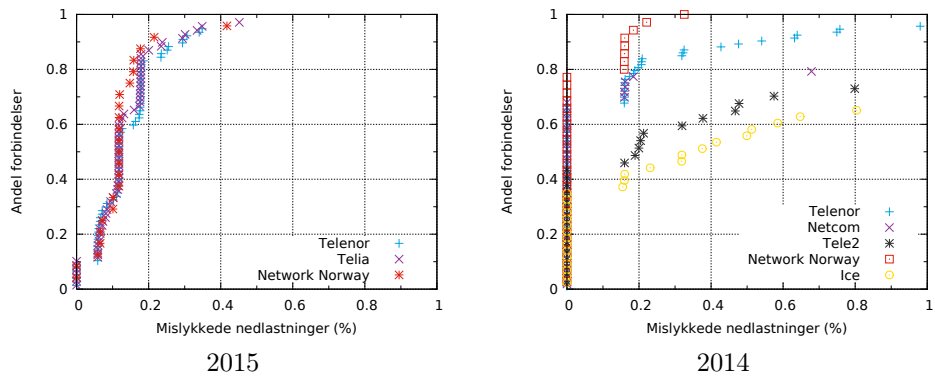 1
0.8
0.6
0.4
0.2
0
Andel forbindelser
0 0.2 0.4 0.6 0.8 1
Mislykkede nedlastninger (%)
Telenor
Telia
Network Norway
2015
1
0.8
0.6
0.4
0.2
0
Andel forbindelser
0 0.2 0.4 0.6 0.8 1
Mislykkede nedlastninger (%)
Telenor
Netcom
Tele2
Network Norway
Ice
2014